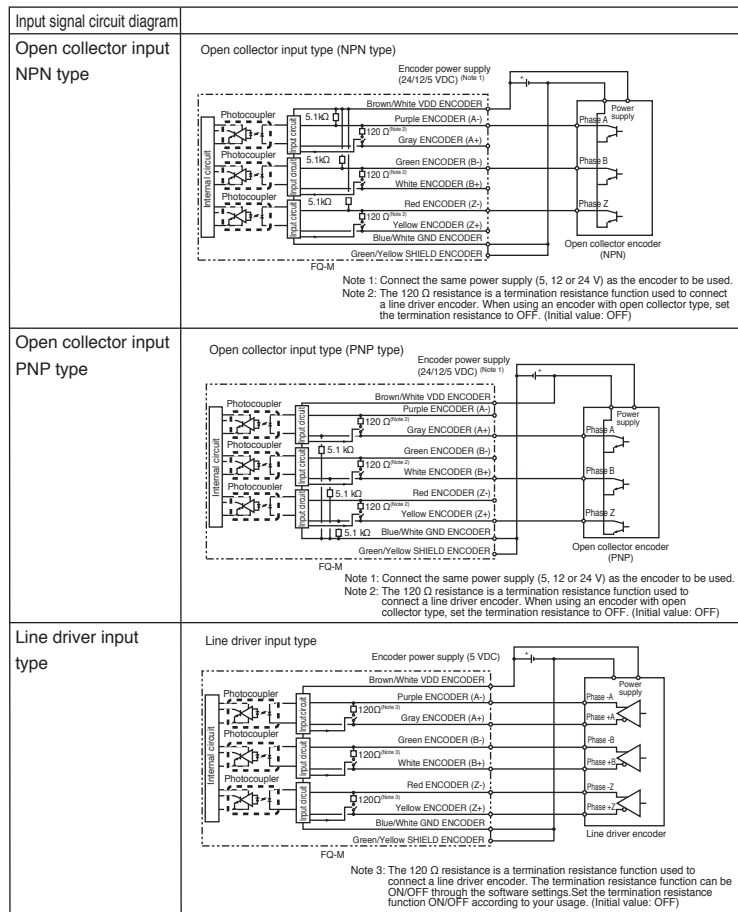 Input signal circuit diagram
Open collector input
NPN type
Open collector input type (NPN type)
Encoder power supply
(24/12/5 VDC) (Note 1)
+
Brown/White VDD ENCODER
Power
supply
Photocoupler
5.1kΩ
Purple ENCODER (A-)
Phase A
120 Ω(Note 2)
Gray ENCODER (A+)
Input circuit
Internal circuit
Photocoupler
5.1kΩ
Green ENCODER (B-)
Phase B
120 Ω(Note 2)
White ENCODER (B+)
Input circuit
Photocoupler
5.1kΩ
Red ENCODER (Z-)
Phase Z
120 Ω(Note 2)
Yellow ENCODER (Z+)
Input circuit
Blue/White GND ENCODER
Open collector encoder
(NPN)
Green/Yellow SHIELD ENCODER
FQ-M
Note 1: Connect the same power supply (5, 12 or 24 V) as the encoder to be used.
Note 2: The 120 Ω resistance is a termination resistance function used to connect
a line driver encoder. When using an encoder with open collector type, set
the termination resistance to OFF. (Initial value: OFF)
Open collector input
PNP type
Open collector input type (PNP type)
Encoder power supply
(24/12/5 VDC) (Note 1)
+
Brown/White VDD ENCODER
Photocoupler
Purple ENCODER (A-)
Power
supply
120 Ω(Note 2)
Gray ENCODER (A+)
Phase A
Input circuit
Internal circuit
Photocoupler
5.1 kΩ
Green ENCODER (B-)
120 Ω(Note 2)
White ENCODER (B+)
Phase B
Input circuit
Photocoupler
5.1 kΩ
Red ENCODER (Z-)
120 Ω(Note 2)
Yellow ENCODER (Z+)
Phase Z
Input circuit
5.1 kΩ
Blue/White GND ENCODER
Open collector encoder
(PNP)
Green/Yellow SHIELD ENCODER
FQ-M
Note 1: Connect the same power supply (5, 12 or 24 V) as the encoder to be used.
Note 2: The 120 Ω resistance is a termination resistance function used to
connect a line driver encoder. When using an encoder with open
collector type, set the termination resistance to OFF. (Initial value: OFF)
Line driver input
type
Line driver input type
Encoder power supply (5 VDC)
+
Brown/White VDD ENCODER
Power
supply
Photocoupler
Purple ENCODER (A-)
Phase -A
120Ω(Note 3)
Gray ENCODER (A+)
Phase +A
Input circuit
Internal circuit
Photocoupler
Green ENCODER (B-)
Phase -B
120Ω(Note 3)
White ENCODER (B+)
Phase +B
Input circuit
Photocoupler
Red ENCODER (Z-)
Phase -Z
120Ω(Note 3)
Yellow ENCODER (Z+)
Phase +Z
Input circuit
Blue/White GND ENCODER
Line driver encoder
Green/Yellow SHIELD ENCODER
FQ-M
Note 3: The 120 Ω resistance is a termination resistance function used to
connect a line driver encoder. The termination resistance function can be
ON/OFF through the software settings.Set the termination resistance
function ON/OFF according to your usage. (Initial value: OFF)